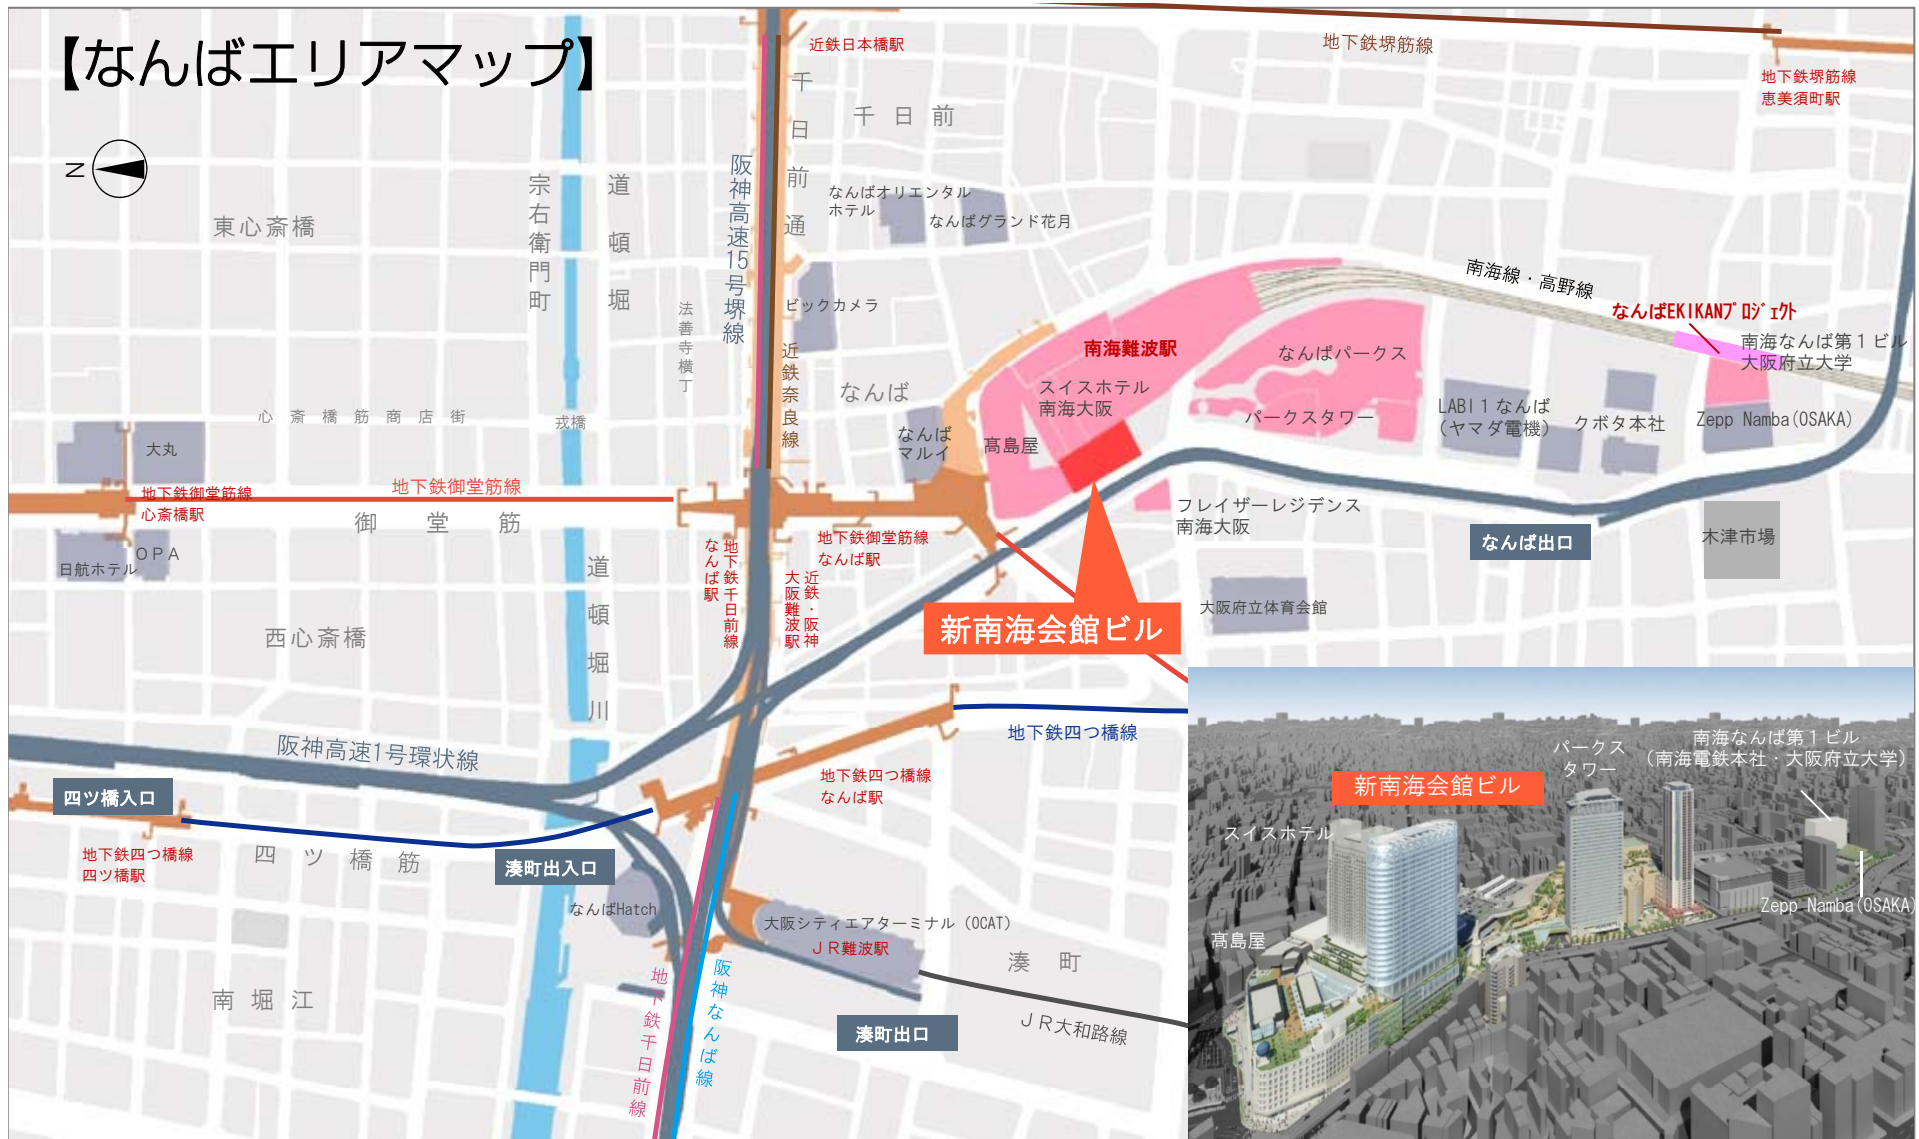 【なんばエリアマップ】
N
近鉄日本橋駅
地下鉄堺筋線
地下鉄堺筋線
恵美須町駅
千日前通
千日前
阪神高速15号堺線
宗右衛門町
道頓堀
東心斎橋
なんばオリエンタル
ホテル
なんばグランド花月
南海線・高野線
なんばEKIKANプロジェクト
南海なんば第1ビル
大阪府立大学
法善寺横丁
ビックカメラ
近鉄奈良線
なんば
南海難波駅
なんばパークス
スイスホテル
南海大阪
パークスタワー
LABI1なんば
(ヤマダ電機)
クボタ本社
Zepp Namba(OSAKA)
心斎橋筋商店街
戎橋
なんば
マルイ
髙島屋
大丸
地下鉄御堂筋線
心斎橋駅
地下鉄御堂筋線
御堂筋
フレイザーレジデンス
南海大阪
なんば出口
木津市場
OPA
日航ホテル
地下鉄千日前線
なんば駅
近鉄・阪神
大阪難波駅
地下鉄御堂筋線
なんば駅
道頓堀川
新南海会館ビル
大阪府立体育会館
西心斎橋
阪神高速1号環状線
地下鉄四つ橋線
四ツ橋入口
地下鉄四つ橋線
なんば駅
地下鉄四つ橋線
四ツ橋駅
四ツ橋筋
湊町出入口
なんばHatch
大阪シティエアターミナル (OCAT)
JR難波駅
湊町
南堀江
地下鉄千日前線
阪神なんば線
湊町出口
JR大和路線
パークス
タワー
南海なんば第1ビル
(南海電鉄本社・大阪府立大学)
新南海会館ビル
スイスホテル
Zepp Namba(OSAKA)
髙島屋